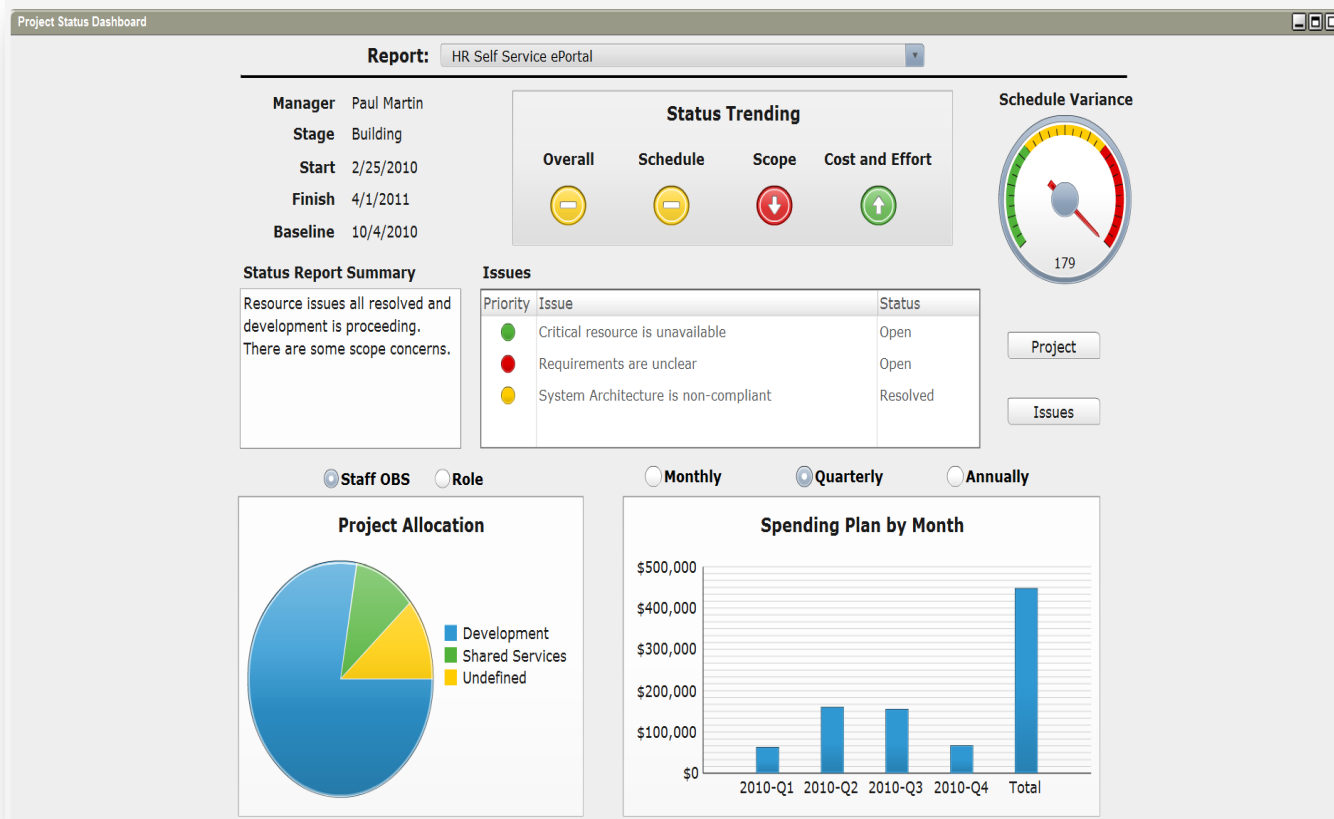 Project Status Dashboard
Report: HR Self Service ePortal
Manager Paul Martin
Stage Building
Start 2/25/2010
Finish 4/1/2011
Baseline 10/4/2010
Status Trending
Overall Schedule Scope Cost and Effort
Schedule Variance
179
Status Report Summary
Resource issues all resolved and
development is proceeding.
There are some scope concerns.
Issues
Priority Issue Status
Critical resource is unavailable Open
Requirements are unclear Open
System Architecture is non-compliant Resolved
Project
Issues
Staff OBS Role
Project Allocation
Development
Shared Services
Undefined
Monthly Quarterly Annually
Spending Plan by Month
$500,000
$400,000
$300,000
$200,000
$100,000
$0
2010-Q1 2010-Q2 2010-Q3 2010-Q4 Total